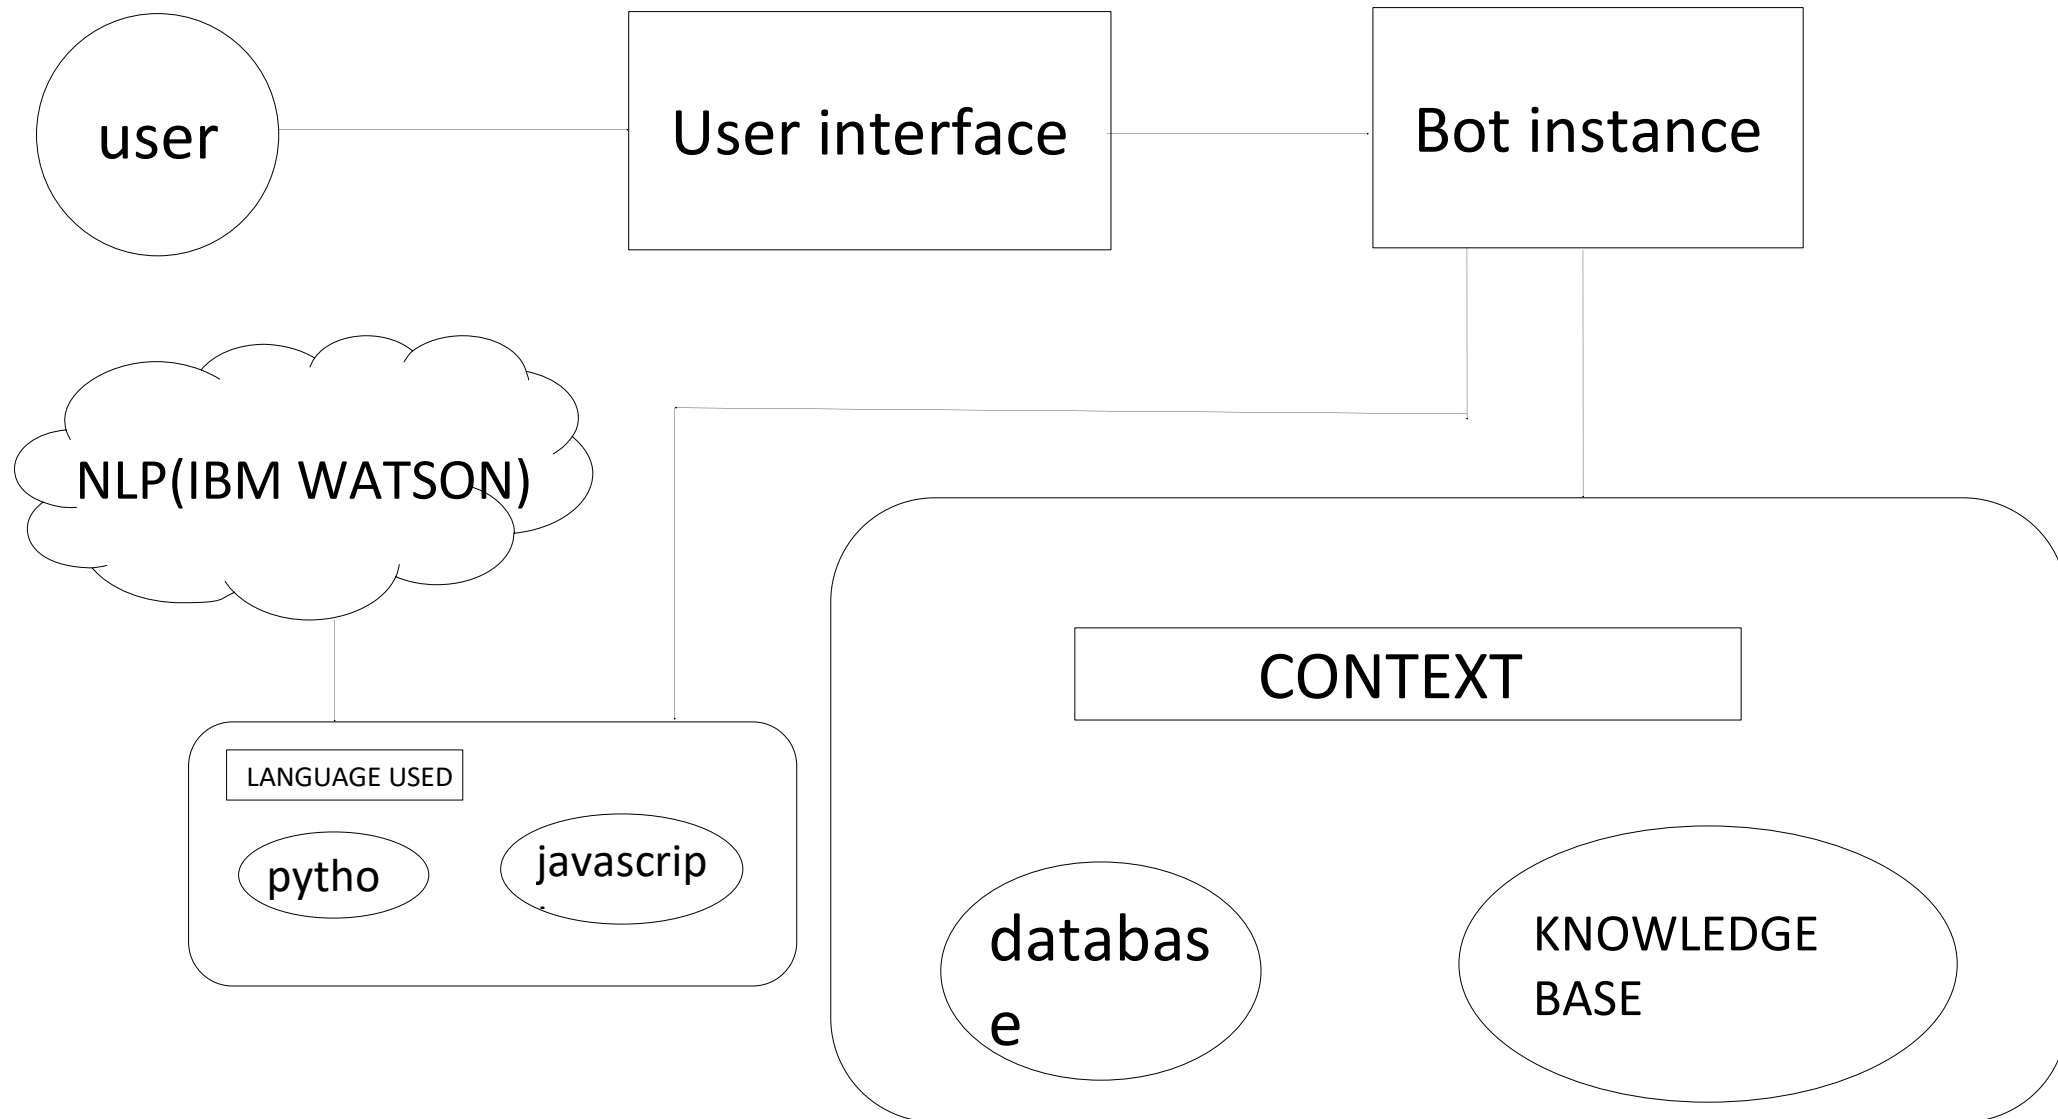 user
User interface
Bot instance
NLP(IBM WATSON)
CONTEXT
LANGUAGE USED
pytho
javascrip
databas
e
KNOWLEDGE
BASE